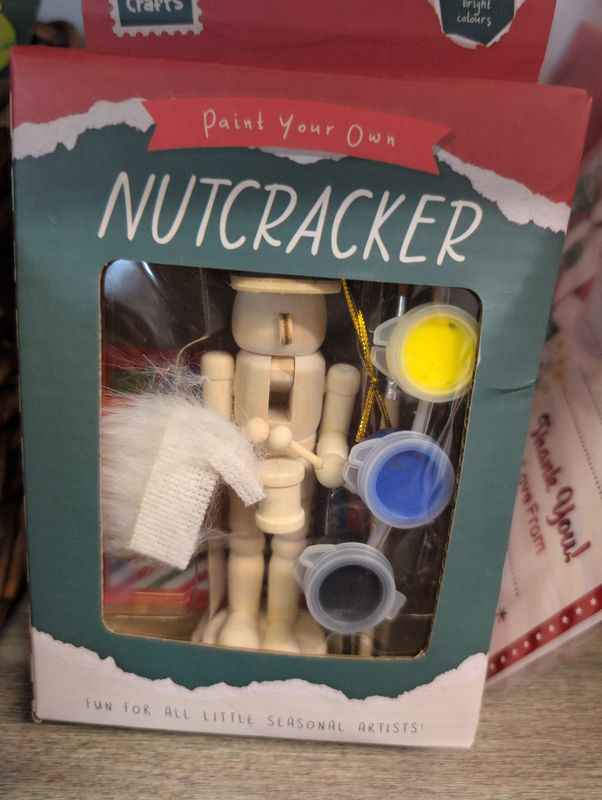 Crafts
bright
colours
Paint Your Own
NUTCRACKER
Thank You!
Love From
FUN FOR ALL LITTLE SEASONAL ARTISTS!